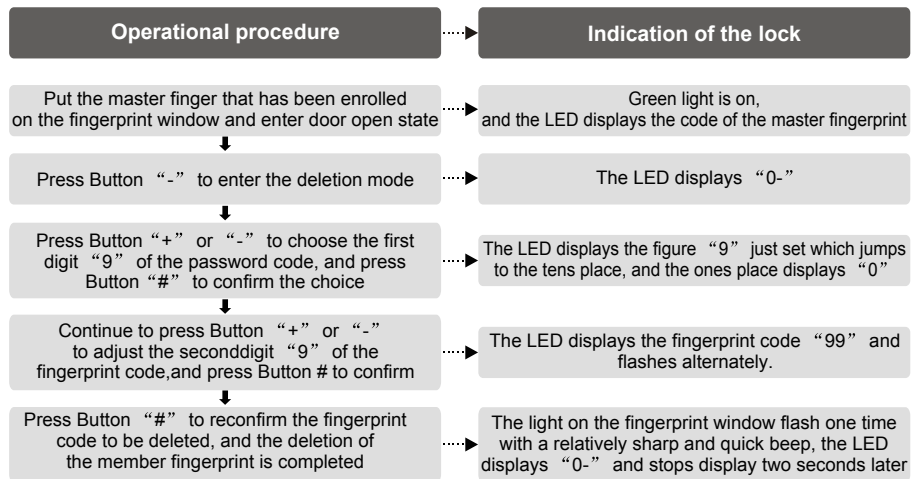 Operational procedure
Indication of the lock
Put the master finger that has been enrolled
on the fingerprint window and enter door open state
Green light is on,
and the LED displays the code of the master fingerprint
Press Button “-” to enter the deletion mode
The LED displays “0-”
Press Button “+” or “-” to choose the first
digit “9” of the password code, and press
Button “#” to confirm the choice
The LED displays the figure “9” just set which jumps
to the tens place, and the ones place displays “0”
Continue to press Button “+” or “-”
to adjust the seconddigit “9” of the
fingerprint code,and press Button # to confirm
The LED displays the fingerprint code “99” and
flashes alternately.
Press Button “#” to reconfirm the fingerprint
code to be deleted, and the deletion of
the member fingerprint is completed
The light on the fingerprint window flash one time
with a relatively sharp and quick beep, the LED
displays “0-” and stops display two seconds later